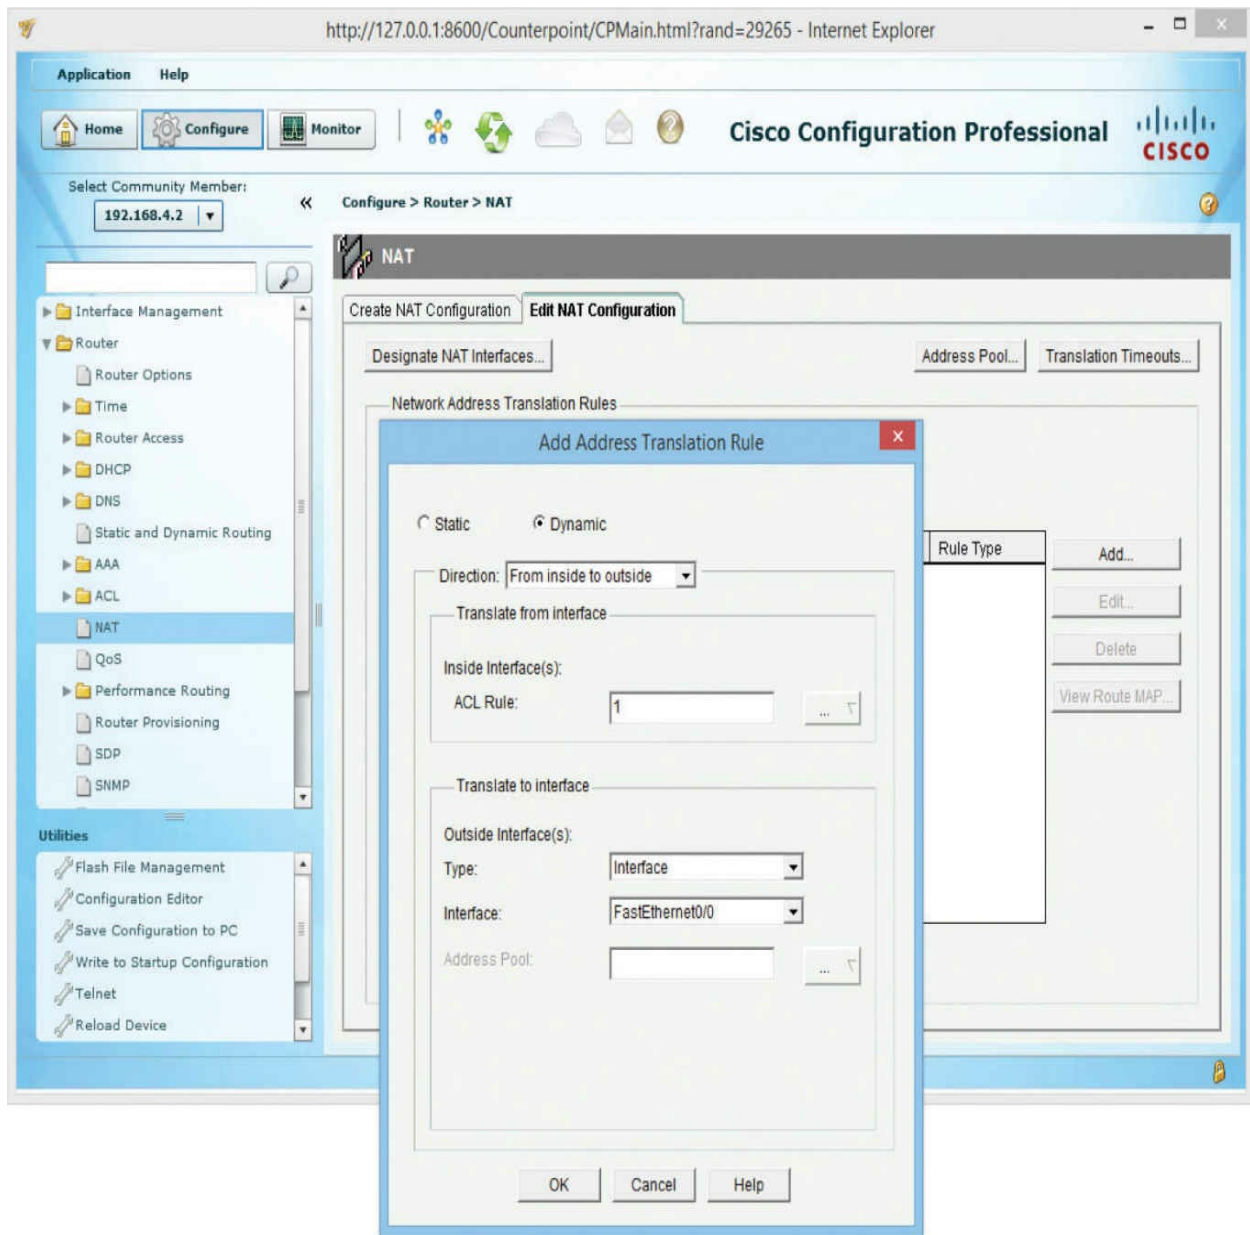 http://127.0.0.1:8600/Counterpoint/CPMain.html?rand=29265 - Internet Explorer
Application Help
Home Configure Monitor
Cisco Configuration Professional
CISCO
Select Community Member:
192.168.4.2
Configure > Router > NAT
NAT
Create NAT Configuration Edit NAT Configuration
Designate NAT Interfaces... Address Pool... Translation Timeouts...
Network Address Translation Rules
Interface Management
Router
Router Options
Time
Router Access
DHCP
DNS
Static and Dynamic Routing
AAA
ACL
NAT
QoS
Performance Routing
Router Provisioning
SDP
SNMP
Utilities
Flash File Management
Configuration Editor
Save Configuration to PC
Write to Startup Configuration
Telnet
Reload Device
Add Address Translation Rule
Static Dynamic
Direction: From inside to outside
Translate from interface
Inside Interface(s):
ACL Rule: 1 ...
Translate to interface
Outside Interface(s):
Type: Interface
Interface: FastEthernet0/0
Address Pool: ...
OK Cancel Help
Rule Type
Add...
Edit...
Delete
View Route MAP...